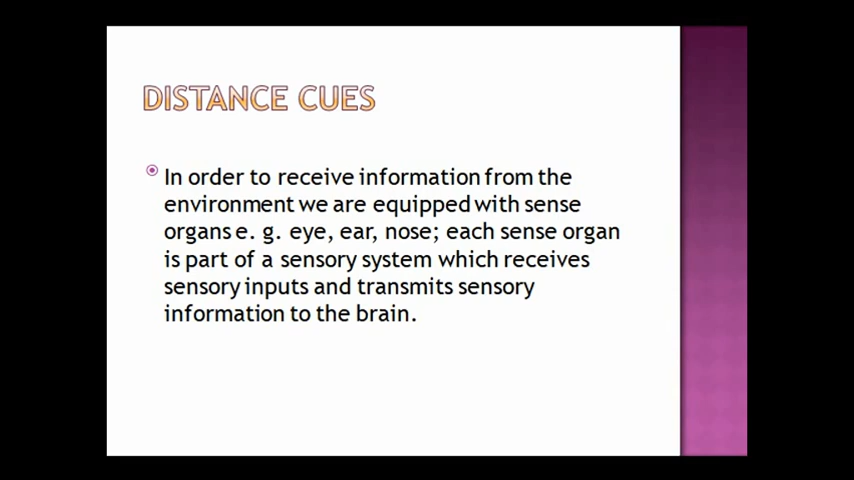 DISTANCE CUES
In order to receive information from the
environment we are equipped with sense
organs e. g. eye, ear, nose; each sense organ
is part of a sensory system which receives
sensory inputs and transmits sensory
information to the brain.